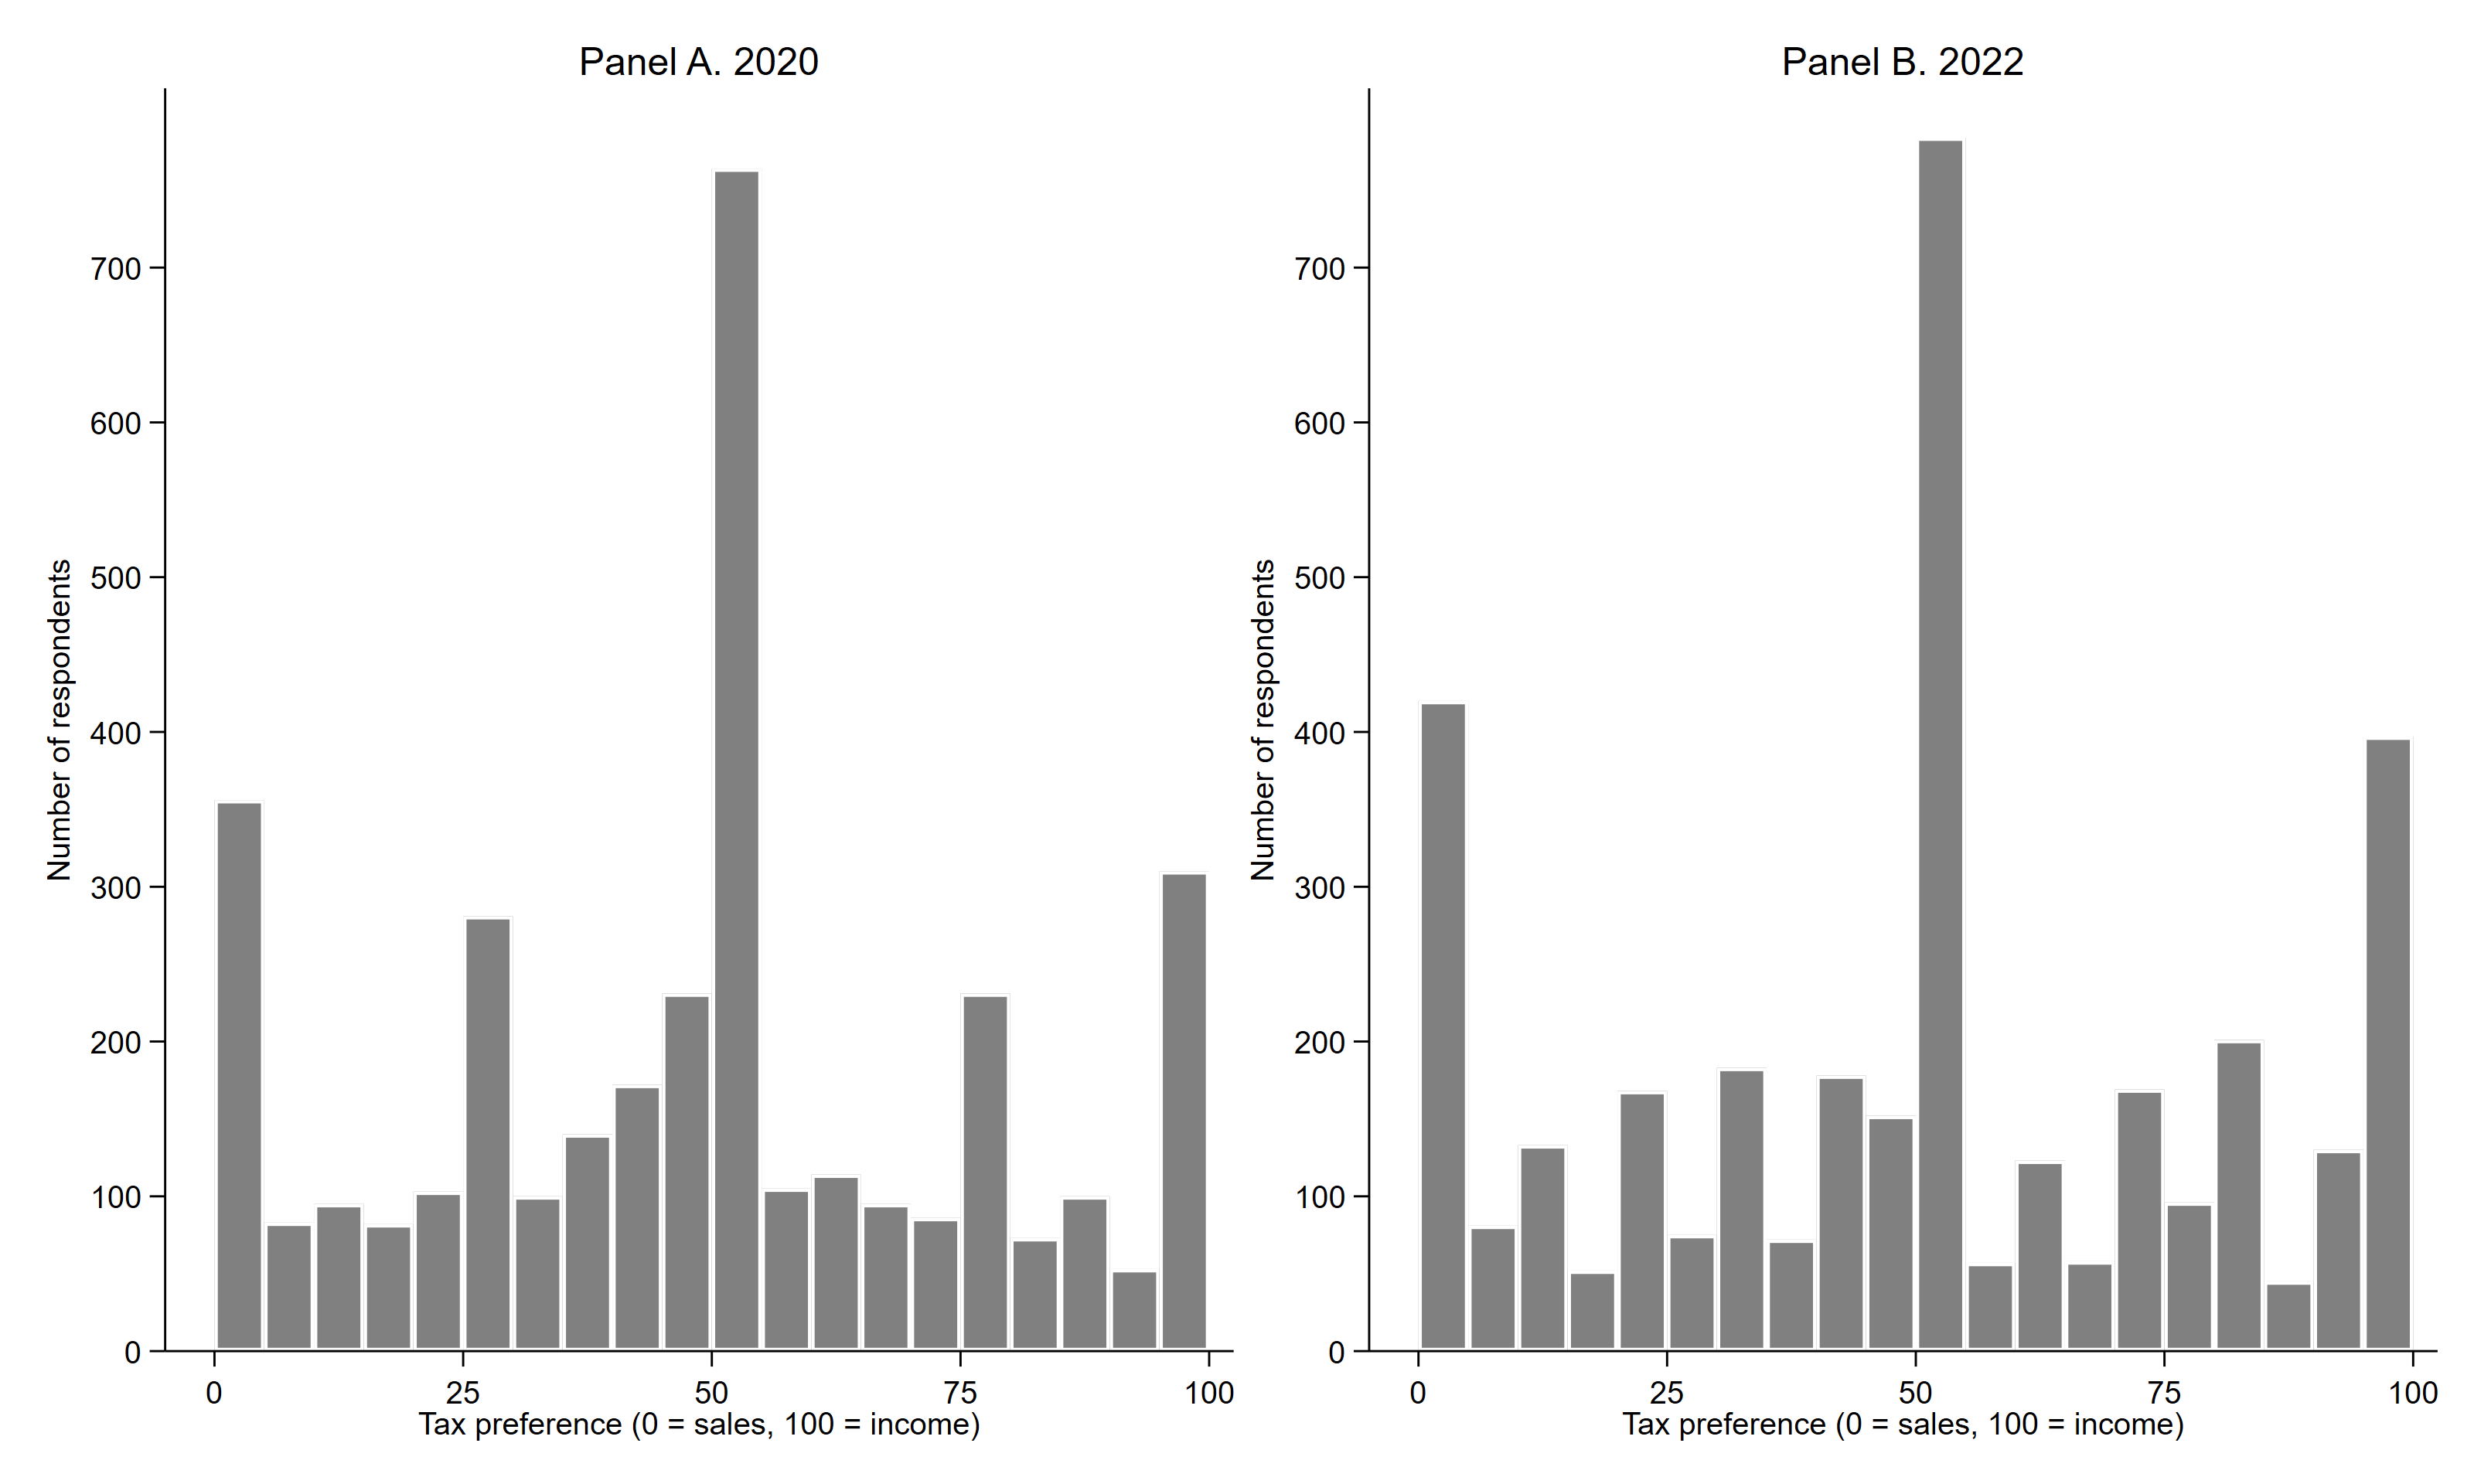 Panel A. 2020
Number of respondents
700
600
500
400
300
200
100
0
0 25 50 75 100
Tax preference (0 = sales, 100 = income)
Panel B. 2022
Number of respondents
700
600
500
400
300
200
100
0
0 25 50 75 100
Tax preference (0 = sales, 100 = income)